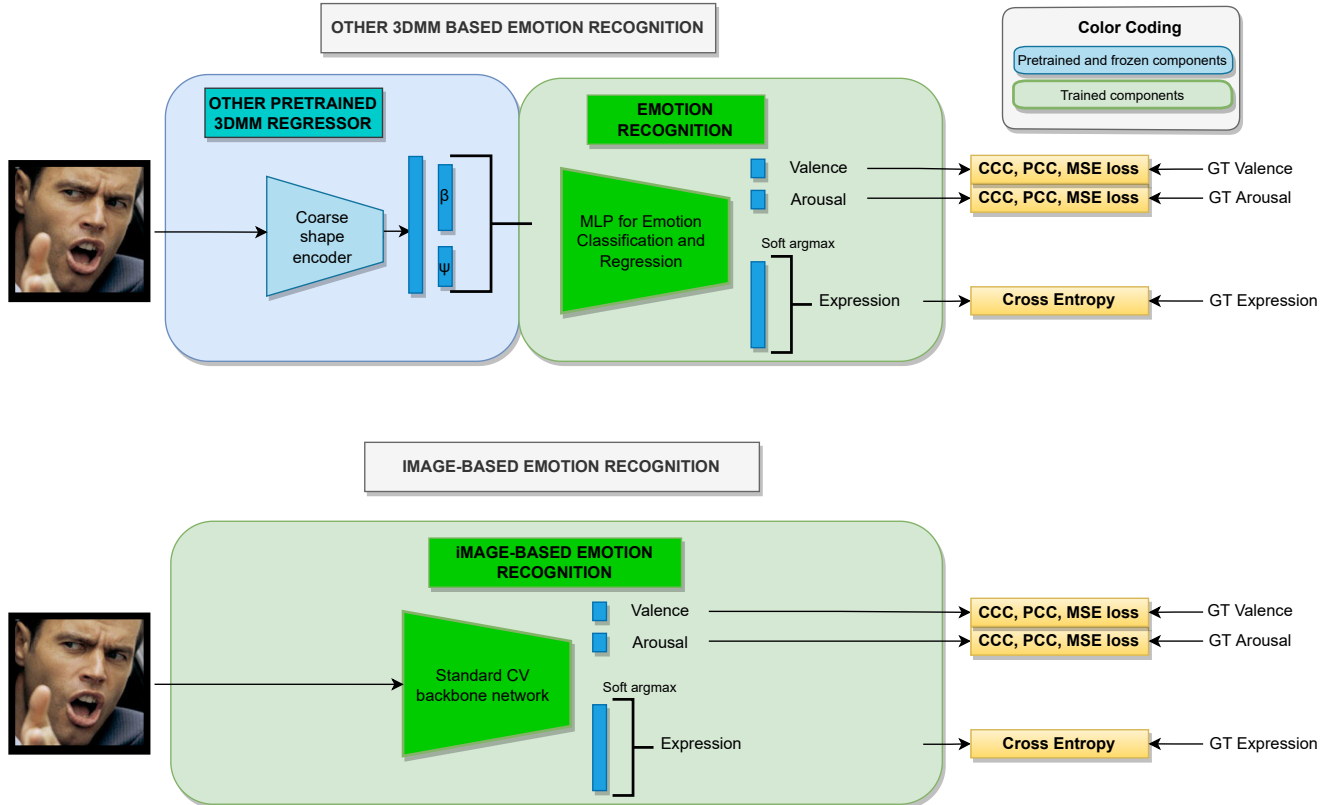 OTHER 3DMM BASED EMOTION RECOGNITION
Color Coding
Pretrained and frozen components
Trained components
OTHER PRETRAINED
3DMM REGRESSOR
EMOTION
RECOGNITION
Coarse
shape
encoder
β
ψ
MLP for Emotion
Classification and
Regression
Valence
Arousal
Soft argmax
Expression
CCC, PCC, MSE loss
CCC, PCC, MSE loss
Cross Entropy
GT Valence
GT Arousal
GT Expression
IMAGE-BASED EMOTION RECOGNITION
iMAGE-BASED EMOTION
RECOGNITION
Standard CV
backbone network
Valence
Arousal
Soft argmax
Expression
CCC, PCC, MSE loss
CCC, PCC, MSE loss
Cross Entropy
GT Valence
GT Arousal
GT Expression